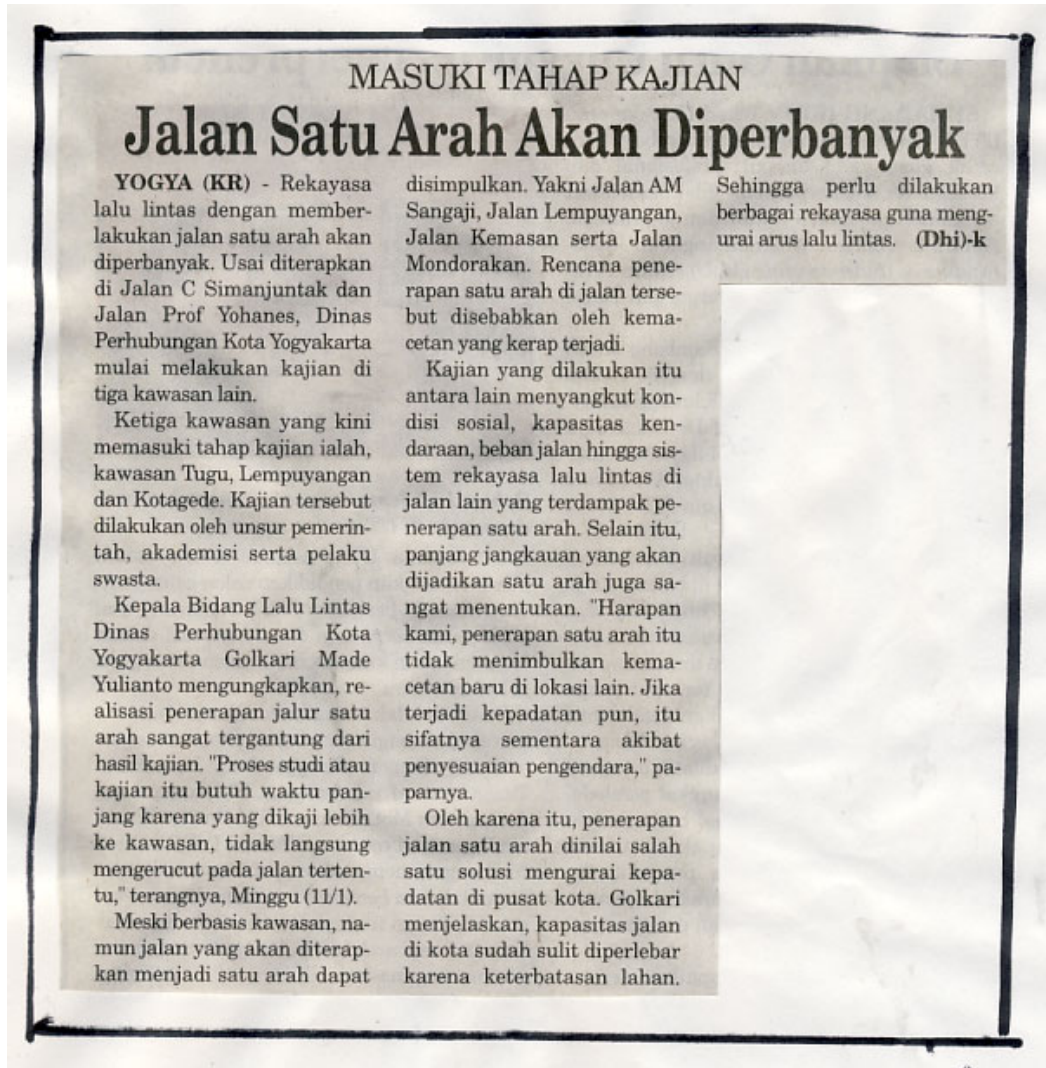 MASUKI TAHAP KAJIAN
Jalan Satu Arah Akan Diperbanyak
YOGYA (KR) - Rekayasa
lalu lintas dengan member-
lakukan jalan satu arah akan
diperbanyak. Usai diterapkan
di Jalan C Simanjuntak dan
Jalan Prof Yohanes, Dinas
Perhubungan Kota Yogyakarta
mulai melakukan kajian di
tiga kawasan lain.
Ketiga kawasan yang kini
memasuki tahap kajian ialah,
kawasan Tugu, Lempuyangan
dan Kotagede. Kajian tersebut
dilakukan oleh unsur pemerin-
tah, akademisi serta pelaku
swasta.
Kepala Bidang Lalu Lintas
Dinas Perhubungan Kota
Yogyakarta Golkari Made
Yulianto mengungkapkan, re-
alisasi penerapan jalur satu
arah sangat tergantung dari
hasil kajian. "Proses studi atau
kajian itu butuh waktu pan-
jang karena yang dikaji lebih
ke kawasan, tidak langsung
mengerucut pada jalan terten-
tu," terangnya, Minggu (11/1).
Meski berbasis kawasan, na-
mun jalan yang akan diterap-
kan menjadi satu arah dapat
disimpulkan. Yakni Jalan AM
Sangaji, Jalan Lempuyangan,
Jalan Kemasan serta Jalan
Mondorakan. Rencana pene-
rapan satu arah di jalan terse-
but disebabkan oleh kema-
cetan yang kerap terjadi.
Kajian yang dilakukan itu
antara lain menyangkut kon-
disi sosial, kapasitas ken-
daraan, beban jalan hingga sis-
tem rekayasa lalu lintas di
jalan lain yang terdampak pe-
nerapan satu arah. Selain itu,
panjang jangkauan yang akan
dijadikan satu arah juga sa-
ngat menentukan. "Harapan
kami, penerapan satu arah itu
tidak menimbulkan kema-
cetan baru di lokasi lain. Jika
terjadi kepadatan pun, itu
sifatnya sementara akibat
penyesuaian pengendara," pa-
parnya.
Oleh karena itu, penerapan
jalan satu arah dinilai salah
satu solusi mengurai kepa-
datan di pusat kota. Golkari
menjelaskan, kapasitas jalan
di kota sudah sulit diperlebar
karena keterbatasan lahan.
Sehingga perlu dilakukan
berbagai rekayasa guna meng-
urai arus lalu lintas. (Dhi)-k